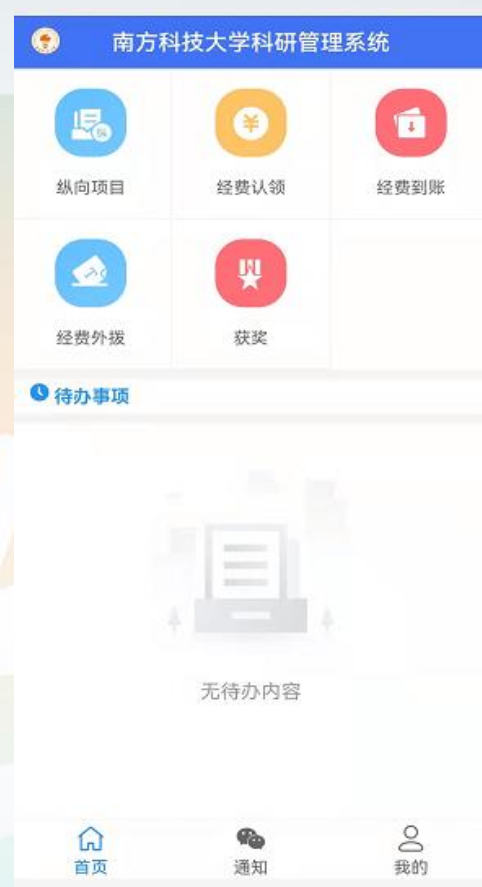 南方科技大学科研管理系统
纵向项目 经费认领 经费到账
经费外拨 获奖
待办事项
无待办内容
首页 通知 我的